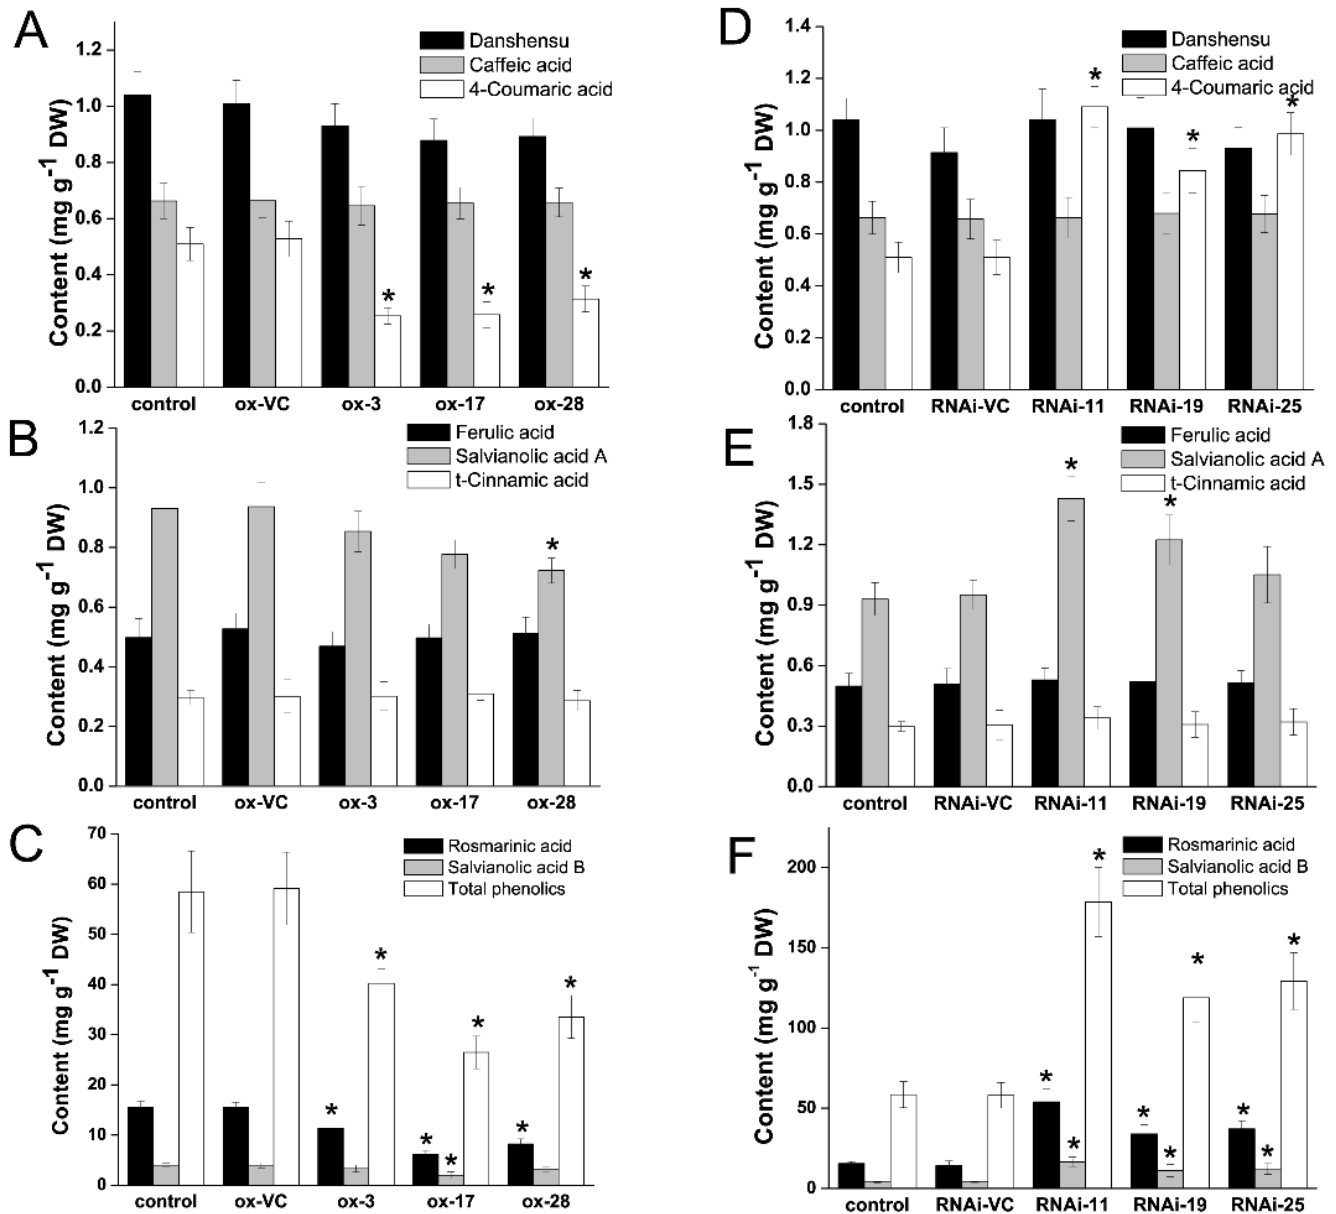 A
Danshensu
Caffeic acid
4-Coumaric acid
Content (mg g-1 DW)
1.2
1.0
0.8
0.6
0.4
0.2
0.0
* * *
control ox-VC ox-3 ox-17 ox-28
B
Ferulic acid
Salvianolic acid A
t-Cinnamic acid
Content (mg g-1 DW)
1.2
1.0
0.8
0.6
0.4
0.2
0.0
*
control ox-VC ox-3 ox-17 ox-28
C
Rosmarinic acid
Salvianolic acid B
Total phenolics
Content (mg g-1 DW)
70
60
50
40
30
20
10
0
* * * * * * *
control ox-VC ox-3 ox-17 ox-28
D
Danshensu
Caffeic acid
4-Coumaric acid
Content (mg g-1 DW)
1.4
1.2
1.0
0.8
0.6
0.4
0.2
0.0
* * *
control RNAi-VC RNAi-11 RNAi-19 RNAi-25
E
Ferulic acid
Salvianolic acid A
t-Cinnamic acid
Content (mg g-1 DW)
1.8
1.5
1.2
0.9
0.6
0.3
0.0
* *
control RNAi-VC RNAi-11 RNAi-19 RNAi-25
F
Rosmarinic acid
Salvianolic acid B
Total phenolics
Content (mg g-1 DW)
200
150
100
50
0
* * * * * * * * *
control RNAi-VC RNAi-11 RNAi-19 RNAi-25